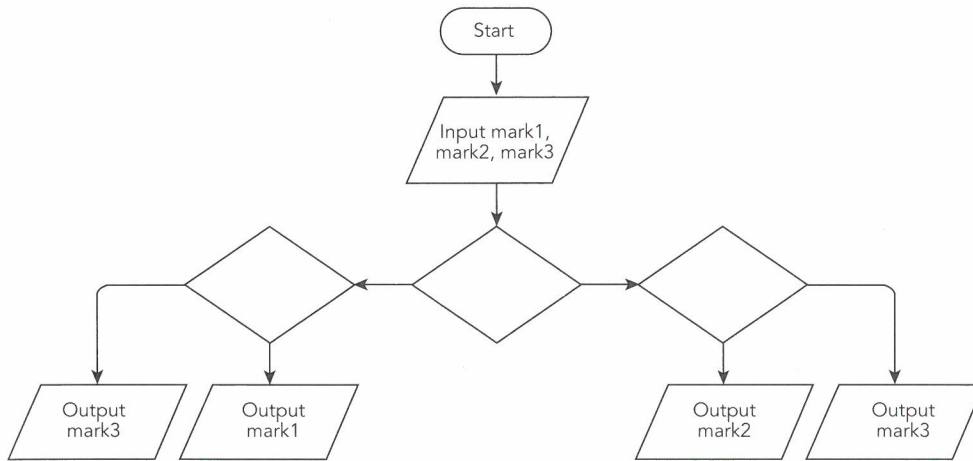 Start
Input mark1,
mark2, mark3
Output
mark3
Output
mark1
Output
mark2
Output
mark3